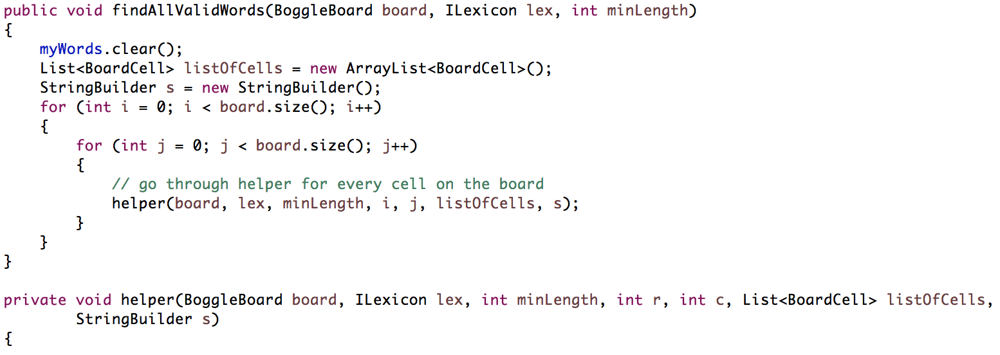 public void findAllValidWords(BoggleBoard board, ILexicon lex, int minLength)
{
    myWords.clear();
    List<BoardCell> listOfCells = new ArrayList<BoardCell>();
    StringBuilder s = new StringBuilder();
    for (int i = 0; i < board.size(); i++)
    {
        for (int j = 0; j < board.size(); j++)
        {
            // go through helper for every cell on the board
            helper(board, lex, minLength, i, j, listOfCells, s);
        }
    }
}

private void helper(BoggleBoard board, ILexicon lex, int minLength, int r, int c, List<BoardCell> listOfCells,
        StringBuilder s)
{